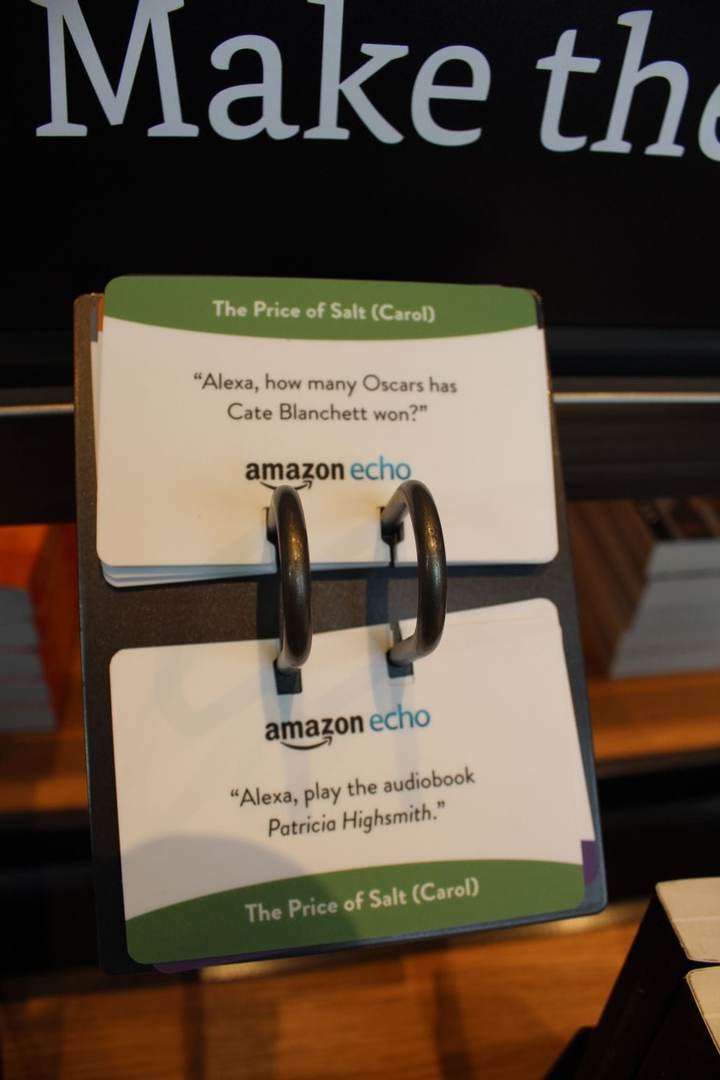 Make the
The Price of Salt (Carol)
“Alexa, how many Oscars has
Cate Blanchett won?”
amazon echo
amazon echo
“Alexa, play the audiobook
Patricia Highsmith.”
The Price of Salt (Carol)